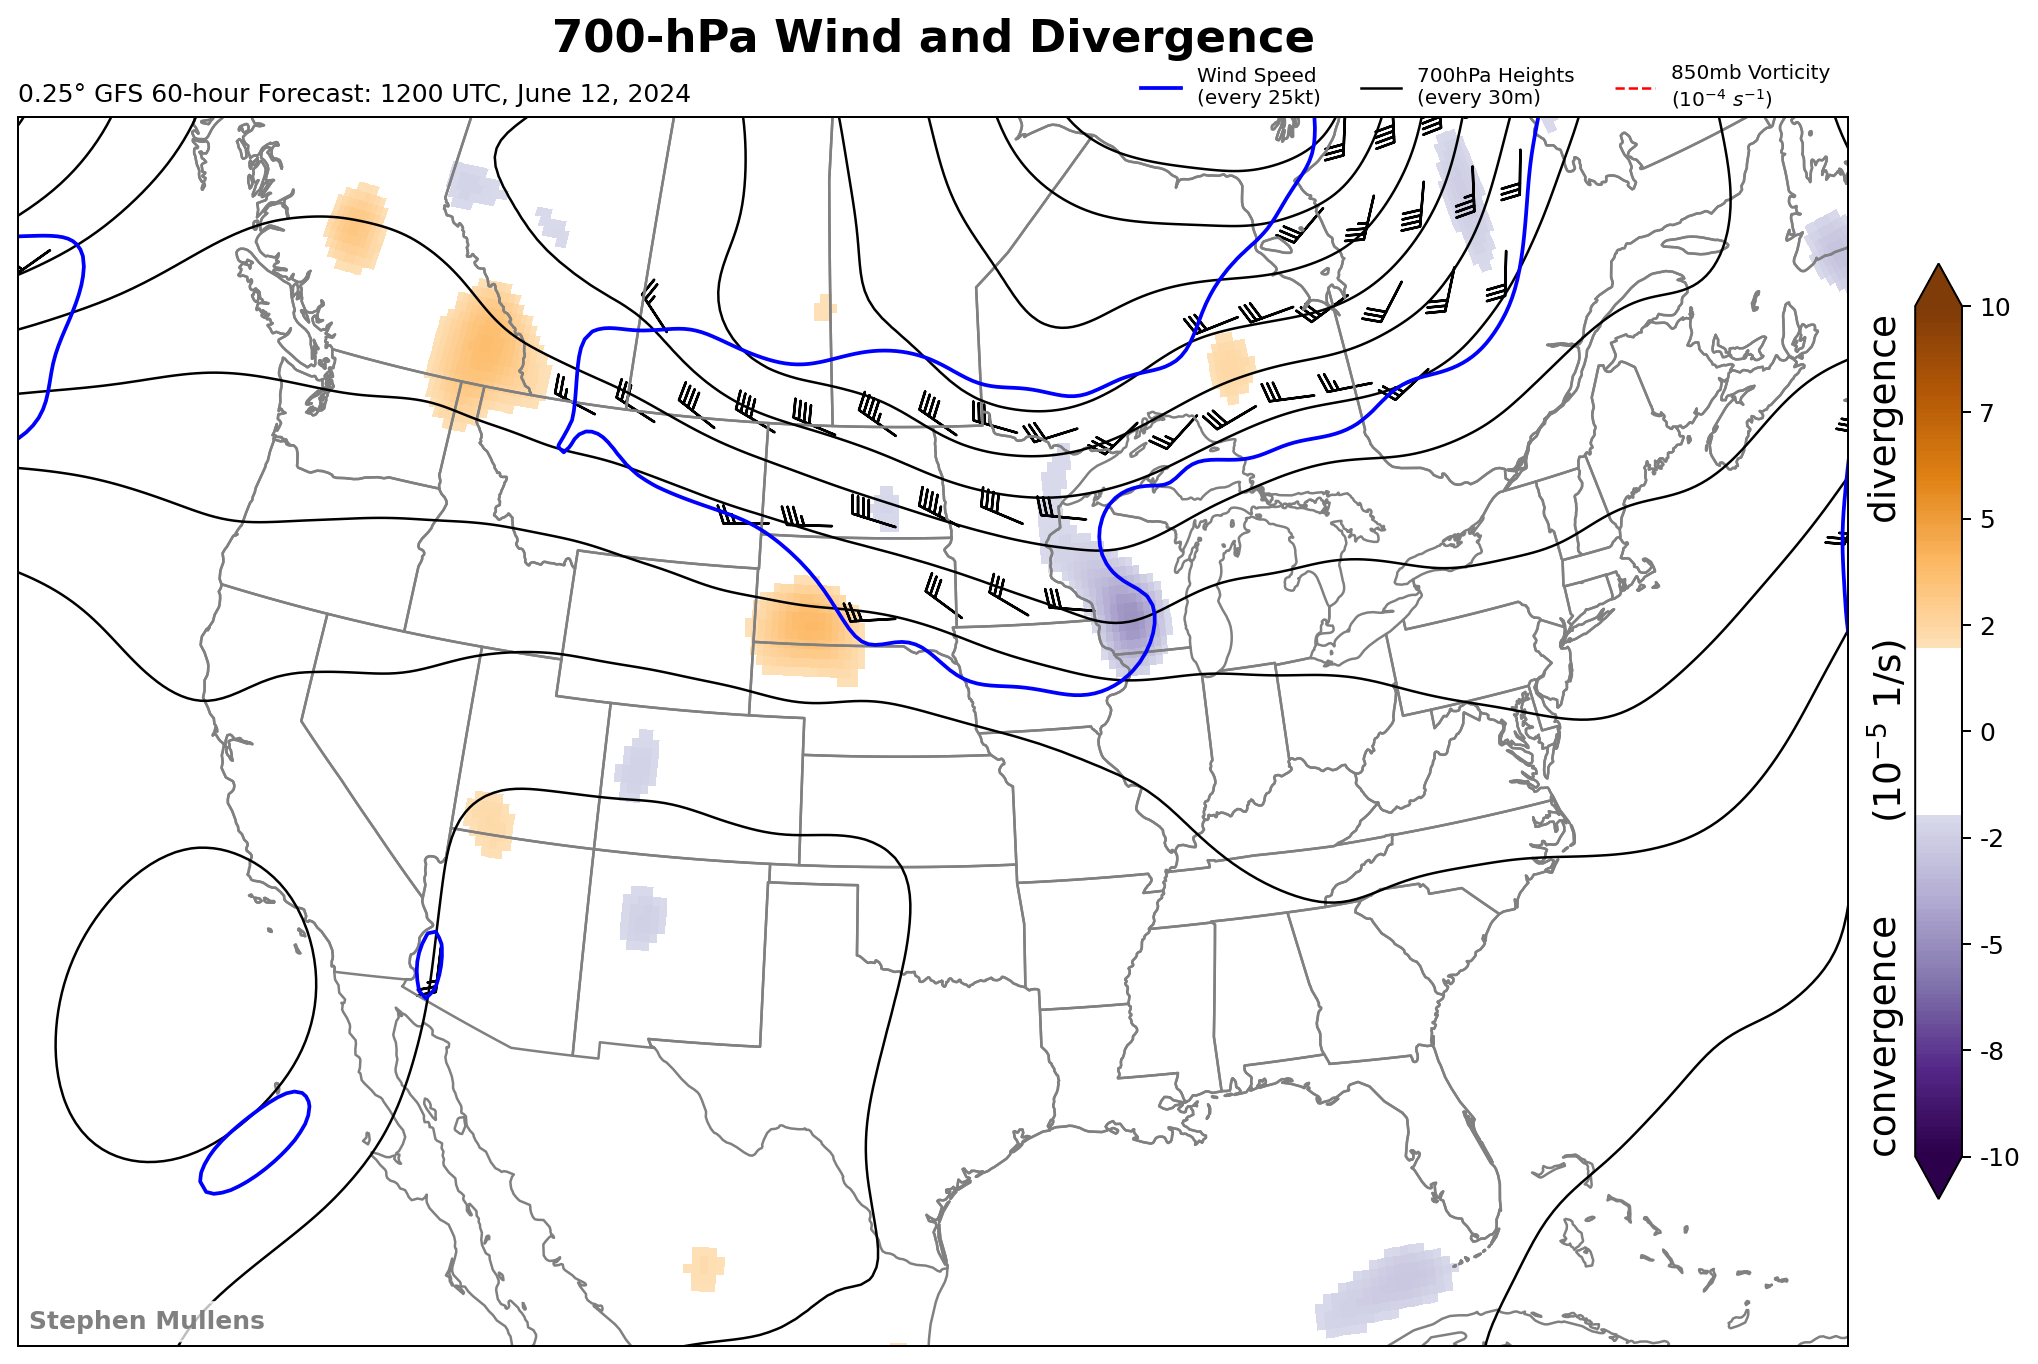 700-hPa Wind and Divergence
0.25° GFS 60-hour Forecast: 1200 UTC, June 12, 2024
Wind Speed
(every 25kt)
700hPa Heights
(every 30m)
850mb Vorticity
(10⁻⁴ s⁻¹)
10
7
5
2
0
-2
-5
-8
-10
convergence (10⁻⁵ 1/s) divergence
Stephen Mullens